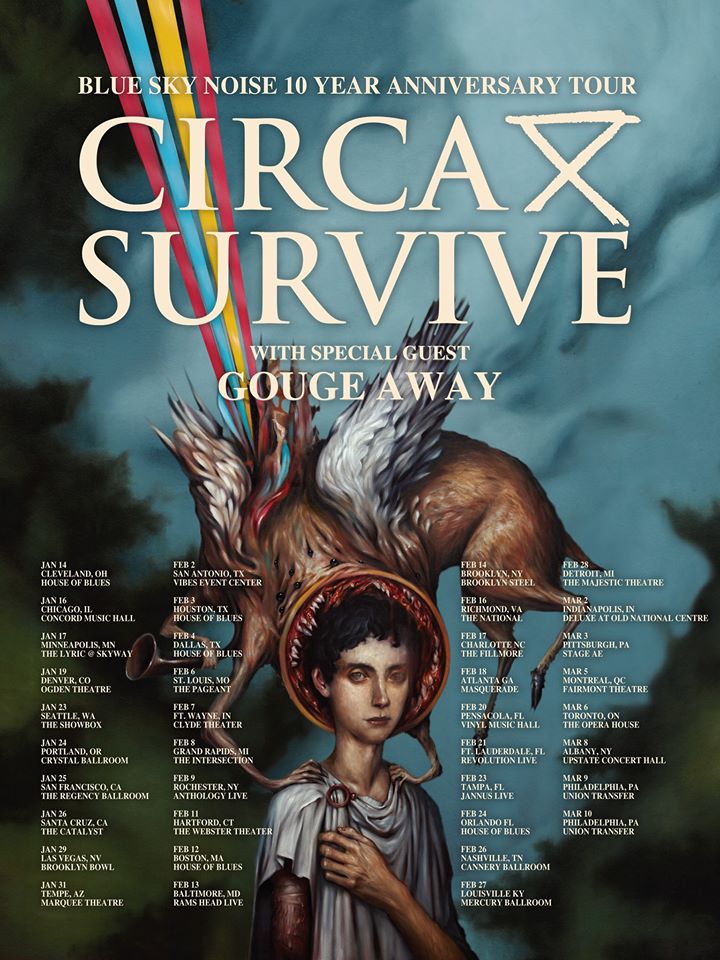 BLUE SKY NOISE 10 YEAR ANNIVERSARY TOUR
CIRCA
SURVIVE
WITH SPECIAL GUEST
GOUGE AWAY
JAN 14
CLEVELAND, OH
HOUSE OF BLUES
JAN 16
CHICAGO, IL
CONCORD MUSIC HALL
JAN 17
MINNEAPOLIS, MN
THE LYRIC @ SKYWAY
JAN 19
DENVER, CO
OGDEN THEATRE
JAN 23
SEATTLE, WA
THE SHOWBOX
JAN 24
PORTLAND, OR
CRYSTAL BALLROOM
JAN 25
SAN FRANCISCO, CA
THE REGENCY BALLROOM
JAN 26
SANTA CRUZ, CA
THE CATALYST
JAN 29
LAS VEGAS, NV
BROOKLYN BOWL
JAN 31
TEMPE, AZ
MARQUEE THEATRE
FEB 2
SAN ANTONIO, TX
VIBES EVENT CENTER
FEB 3
HOUSTON, TX
HOUSE OF BLUES
FEB 4
DALLAS, TX
HOUSE OF BLUES
FEB 6
ST. LOUIS, MO
THE PAGEANT
FEB 7
FT. WAYNE, IN
CLYDE THEATER
FEB 8
GRAND RAPIDS, MI
THE INTERSECTION
FEB 9
ROCHESTER, NY
ANTHOLOGY LIVE
FEB 11
HARTFORD, CT
THE WEBSTER THEATER
FEB 12
BOSTON, MA
HOUSE OF BLUES
FEB 13
BALTIMORE, MD
RAMS HEAD LIVE
FEB 14
BROOKLYN, NY
BROOKLYN STEEL
FEB 16
RICHMOND, VA
THE NATIONAL
FEB 17
CHARLOTTE NC
THE FILLMORE
FEB 18
ATLANTA GA
MASQUERADE
FEB 20
PENSACOLA, FL
VINYL MUSIC HALL
FEB 21
FT. LAUDERDALE, FL
REVOLUTION LIVE
FEB 23
TAMPA, FL
JANNUS LIVE
FEB 24
ORLANDO FL
HOUSE OF BLUES
FEB 26
NASHVILLE, TN
CANNERY BALLROOM
FEB 27
LOUISVILLE KY
MERCURY BALLROOM
FEB 28
DETROIT, MI
THE MAJESTIC THEATRE
MAR 2
INDIANAPOLIS, IN
DELUXE AT OLD NATIONAL CENTRE
MAR 3
PITTSBURGH, PA
STAGE AE
MAR 5
MONTREAL, QC
FAIRMONT THEATRE
MAR 6
TORONTO, ON
THE OPERA HOUSE
MAR 8
ALBANY, NY
UPSTATE CONCERT HALL
MAR 9
PHILADELPHIA, PA
UNION TRANSFER
MAR 10
PHILADELPHIA, PA
UNION TRANSFER